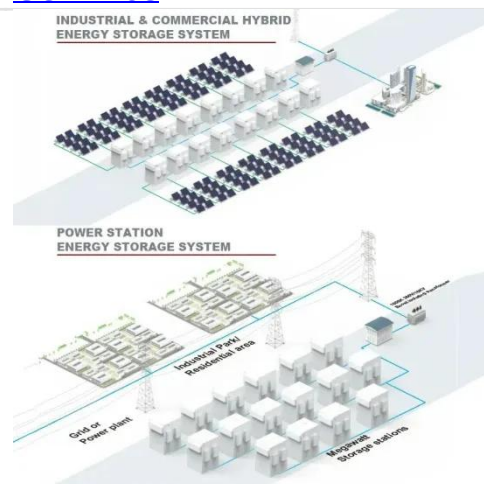 INDUSTRIAL & COMMERCIAL HYBRID
ENERGY STORAGE SYSTEM
POWER STATION
ENERGY STORAGE SYSTEM
Industrial Park/
Residential area
Grid or
Power plant
Megawatt
Storage stations